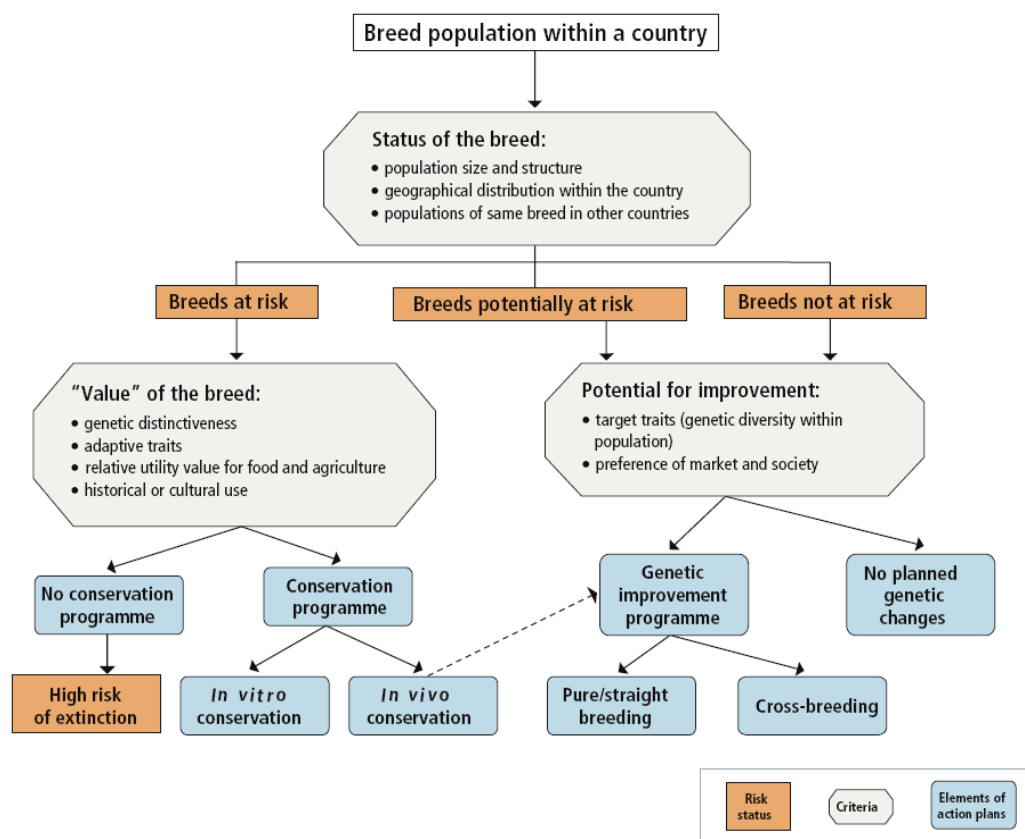 Breed population within a country
Status of the breed:
• population size and structure
• geographical distribution within the country
• populations of same breed in other countries
Breeds at risk
Breeds potentially at risk
Breeds not at risk
"Value" of the breed:
• genetic distinctiveness
• adaptive traits
• relative utility value for food and agriculture
• historical or cultural use
Potential for improvement:
• target traits (genetic diversity within
population)
• preference of market and society
No conservation
programme
Conservation
programme
Genetic
improvement
programme
No planned
genetic
changes
High risk
of extinction
In vitro
conservation
In vivo
conservation
Pure/straight
breeding
Cross-breeding
Risk
status
Criteria
Elements of
action plans